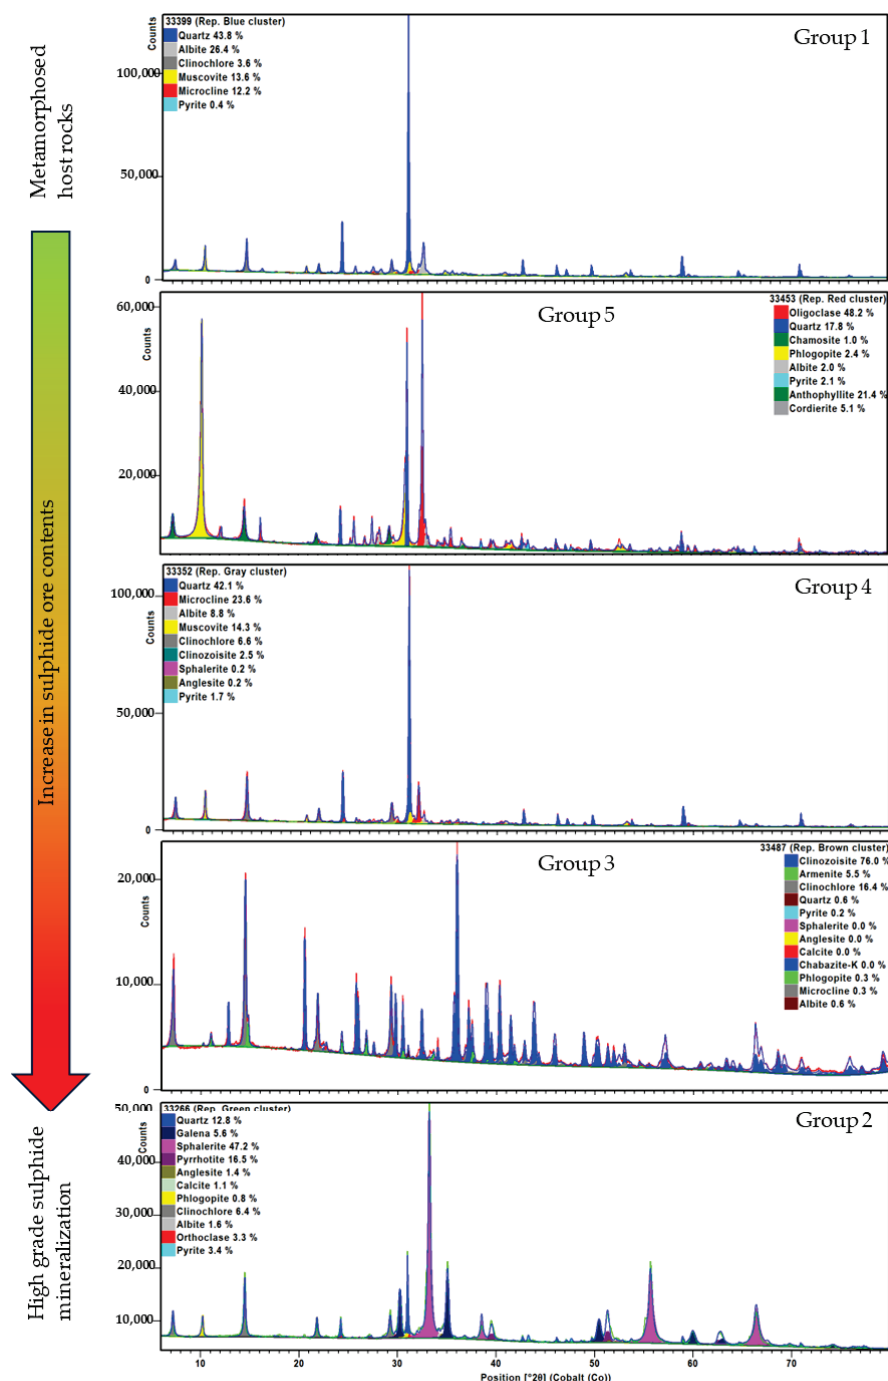 Metamorphosed
host rocks
Increase in sulphide ore contents
High grade sulphide
mineralization
33399 (Rep. Blue cluster)
Quartz 43.8 %
Albite 26.4 %
Clinochlore 3.6 %
Muscovite 13.6 %
Microcline 12.2 %
Pyrite 0.4 %
Group 1
Counts
100,000
50,000
0
33453 (Rep. Red cluster)
Oligoclase 48.2 %
Quartz 17.8 %
Chamosite 1.0 %
Phlogopite 2.4 %
Albite 2.0 %
Pyrite 2.1 %
Anthophyllite 21.4 %
Cordierite 5.1 %
Group 5
Counts
60,000
40,000
20,000
33352 (Rep. Gray cluster)
Quartz 42.1 %
Microcline 23.6 %
Albite 8.8 %
Muscovite 14.3 %
Clinochlore 6.6 %
Clinozoisite 2.5 %
Sphalerite 0.2 %
Anglesite 0.2 %
Pyrite 1.7 %
Group 4
Counts
100,000
50,000
0
33487 (Rep. Brown cluster)
Clinozoisite 76.0 %
Armenite 5.5 %
Clinochlore 16.4 %
Quartz 0.6 %
Pyrite 0.2 %
Sphalerite 0.0 %
Anglesite 0.0 %
Calcite 0.0 %
Chabazite-K 0.0 %
Phlogopite 0.3 %
Microcline 0.3 %
Albite 0.6 %
Group 3
Counts
20,000
10,000
0
33266 (Rep. Green cluster)
Quartz 12.8 %
Galena 5.6 %
Sphalerite 47.2 %
Pyrrhotite 16.5 %
Anglesite 1.4 %
Calcite 1.1 %
Phlogopite 0.8 %
Clinochlore 6.4 %
Albite 1.6 %
Orthoclase 3.3 %
Pyrite 3.4 %
Group 2
Counts
50,000
40,000
30,000
20,000
10,000
10 20 30 40 50 60 70
Position [°2θ] (Cobalt (Co))